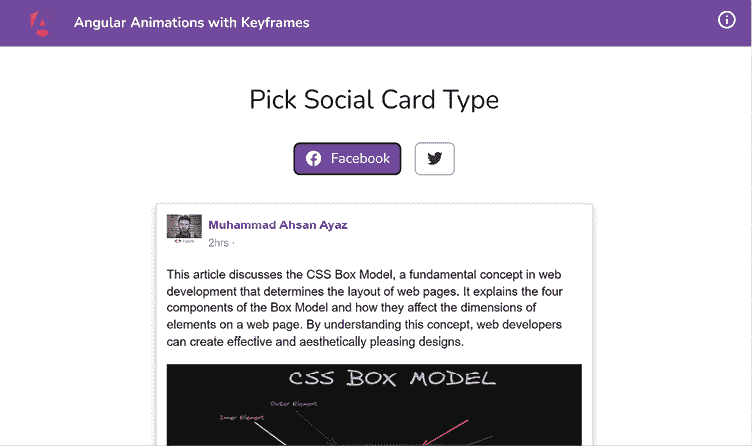 Angular Animations with Keyframes
Pick Social Card Type
Facebook
Muhammad Ahsan Ayaz
2hrs ·
This article discusses the CSS Box Model, a fundamental concept in web
development that determines the layout of web pages. It explains the four
components of the Box Model and how they affect the dimensions of
elements on a web page. By understanding this concept, web developers
can create effective and aesthetically pleasing designs.
CSS BOX MODEL
Outer Element
Inner Element